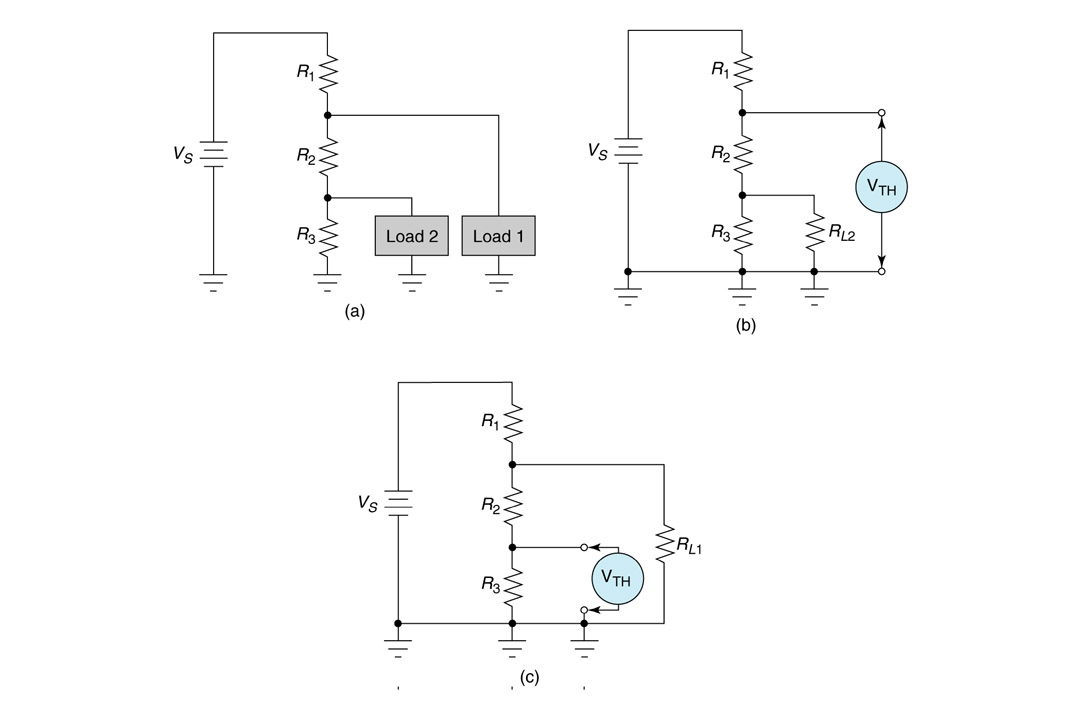 R1
R2
VS
R3
Load 2
Load 1
(a)
R1
R2
VS
VTH
R3
RL2
(b)
R1
R2
VS
RL1
R3
VTH
(c)